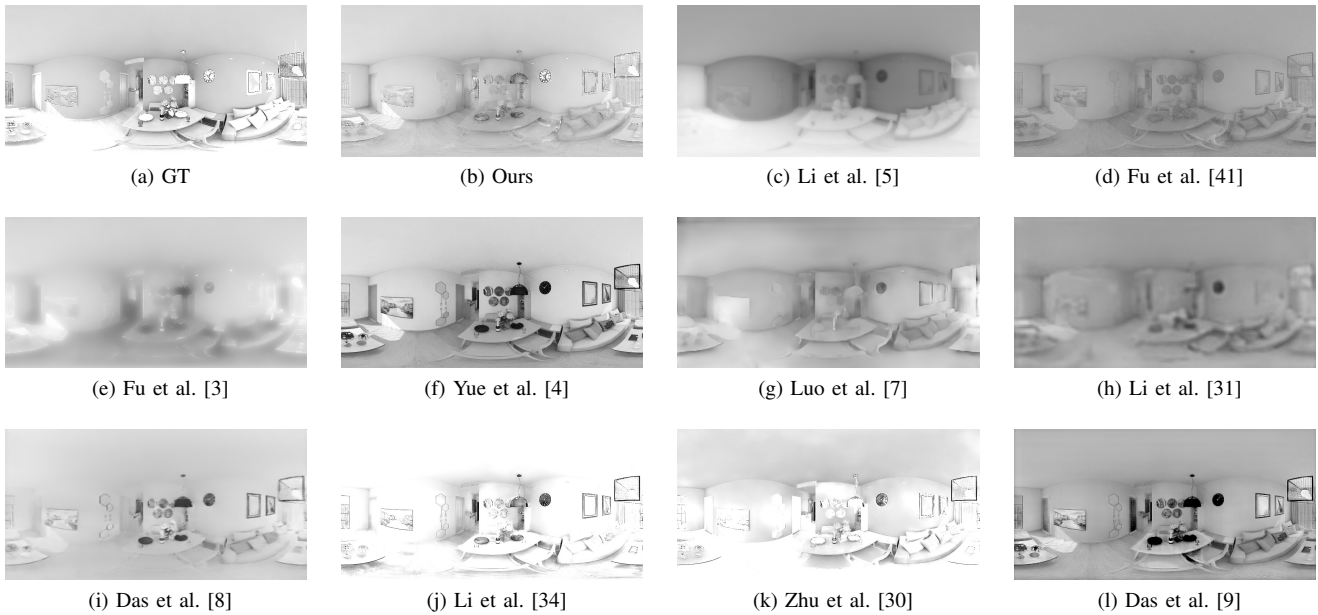 (a) GT
(b) Ours
(c) Li et al. [5]
(d) Fu et al. [41]
(e) Fu et al. [3]
(f) Yue et al. [4]
(g) Luo et al. [7]
(h) Li et al. [31]
(i) Das et al. [8]
(j) Li et al. [34]
(k) Zhu et al. [30]
(l) Das et al. [9]